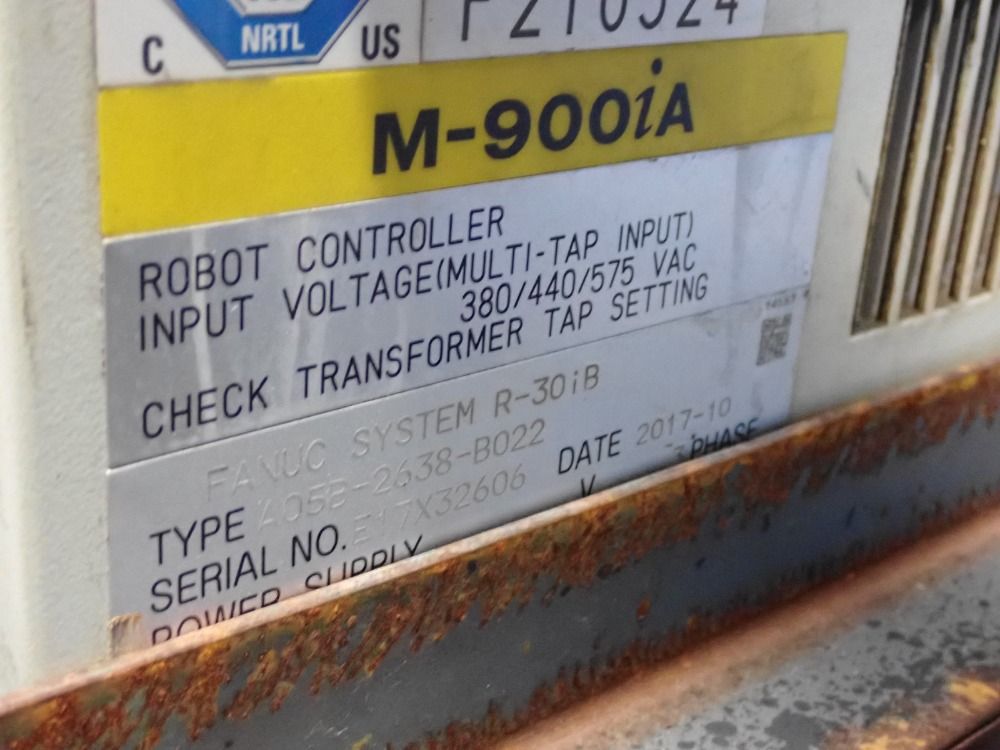 NRTL
C US
M-900iA
ROBOT CONTROLLER
INPUT VOLTAGE(MULTI-TAP INPUT)
380/440/575 VAC
CHECK TRANSFORMER TAP SETTING
FANUC SYSTEM R-30iB
TYPE A05B-2638-B022
SERIAL NO. E17X32606 DATE 2017-10
POWER SUPPLY V 3 PHASE